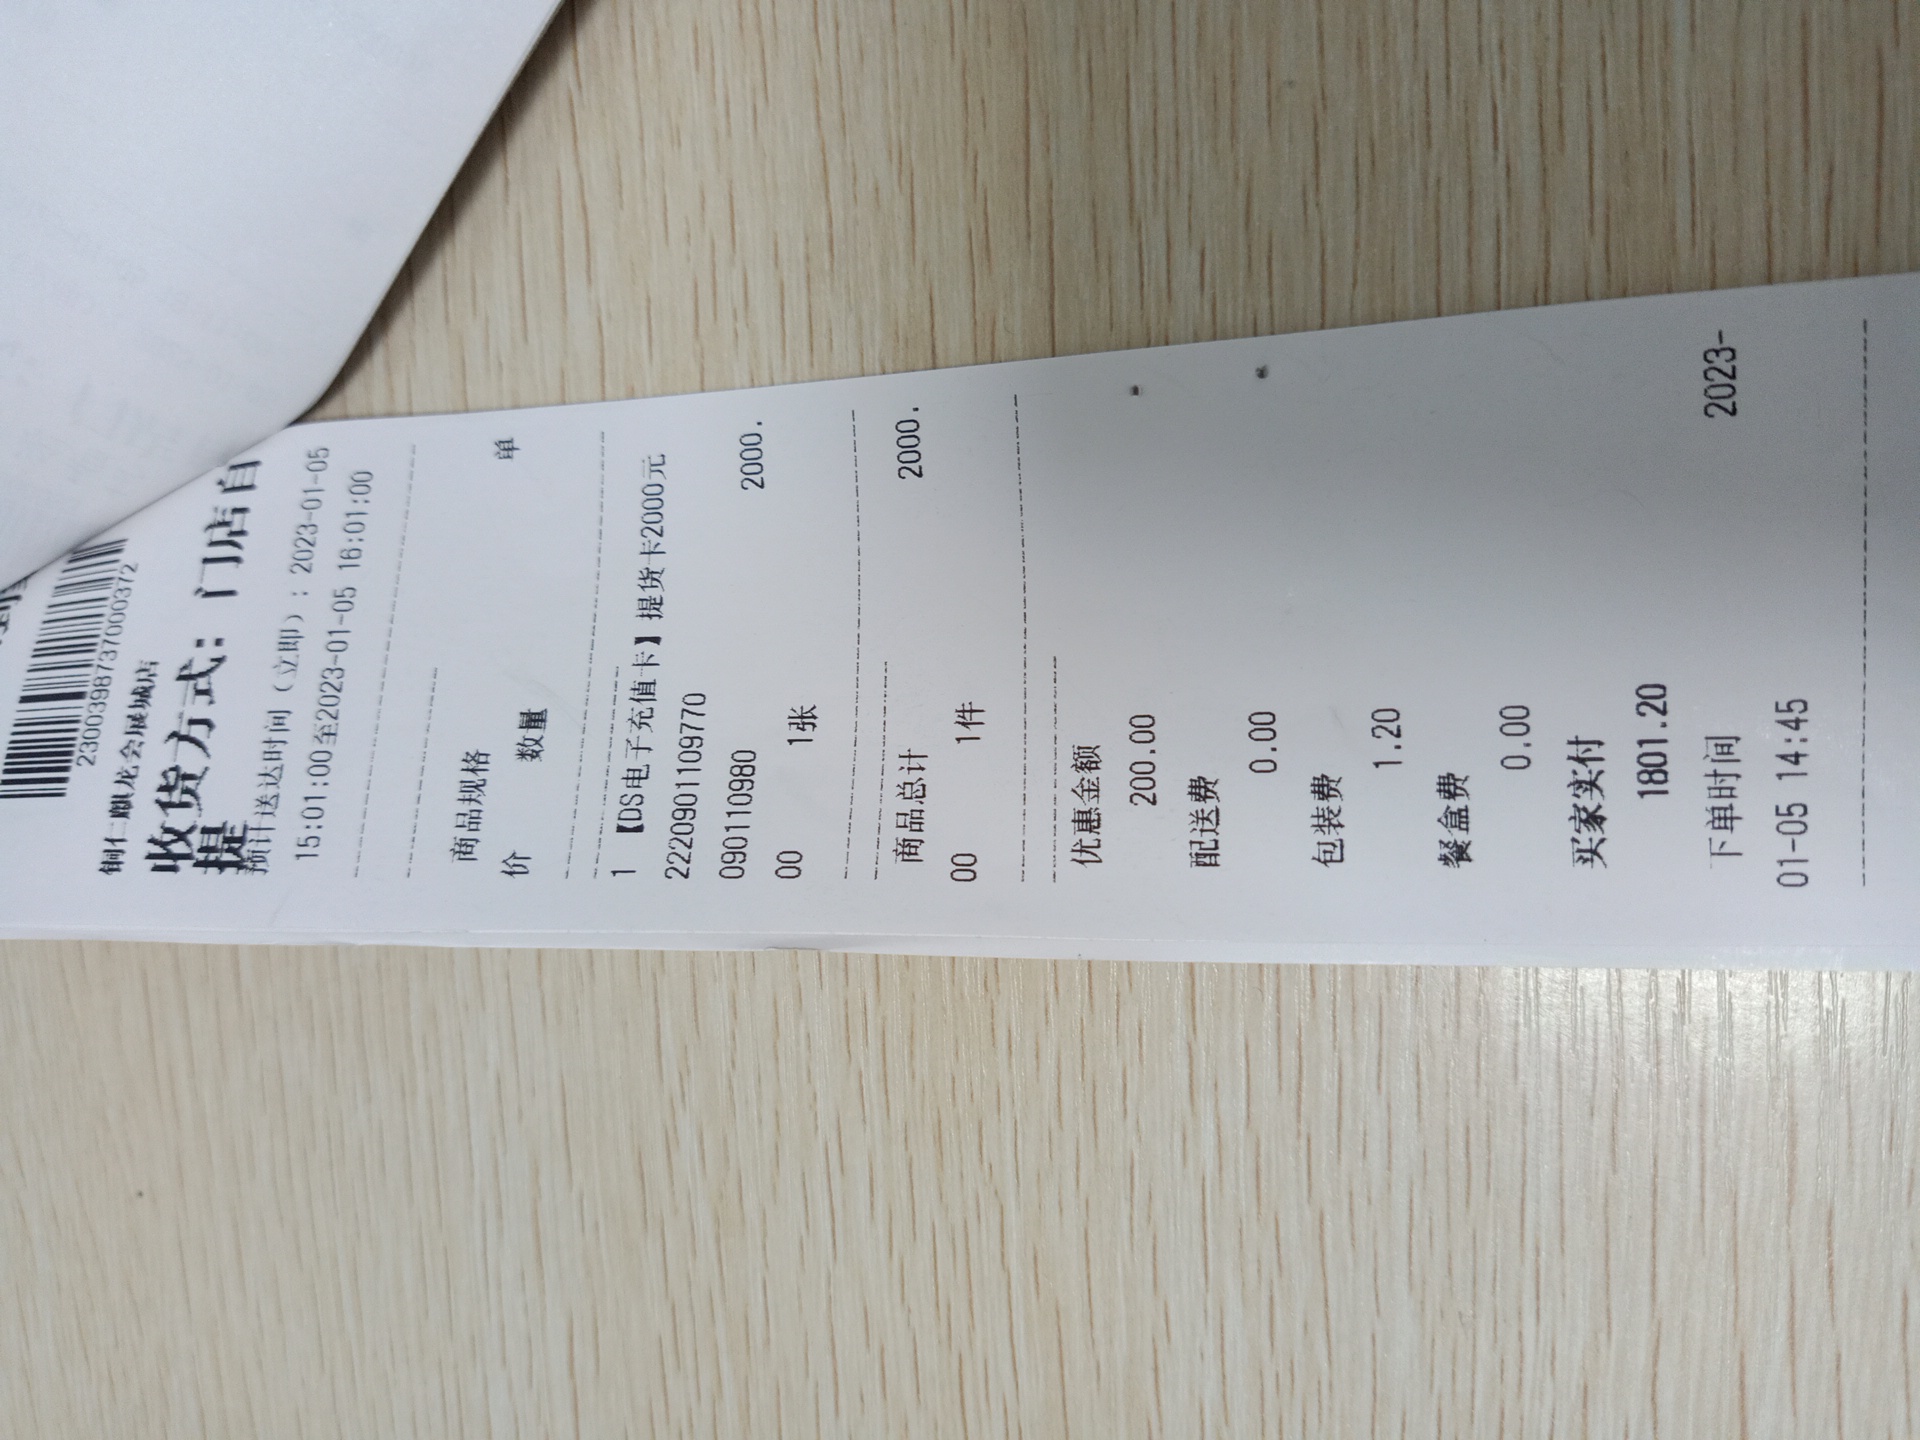 2300398737000372
铜仁麒龙会展城店
收货方式：门店自
提
预计送达时间（立即）：2023-01-05
15:01:00至2023-01-05 16:01:00
商品规格 单
价 数量
1 【DS电子充值卡】提货卡2000元
2220901109770
0901110980 2000.
00 1张
商品总计 2000.
00 1件
优惠金额
200.00
配送费
0.00
包装费
1.20
餐盒费
0.00
买家实付
1801.20
下单时间 2023-
01-05 14:45